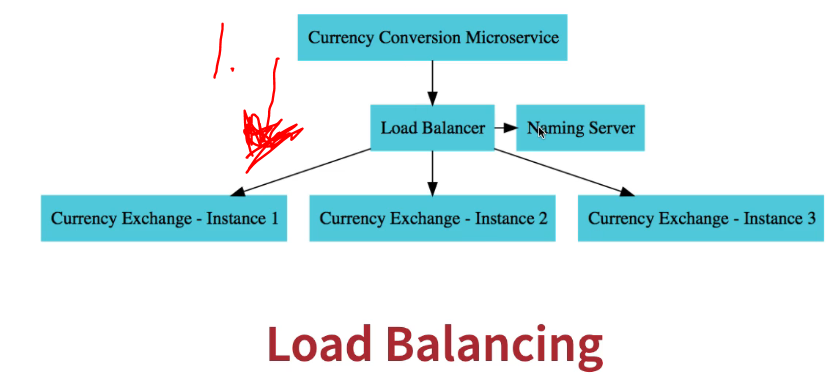 1.
Currency Conversion Microservice
Load Balancer
Naming Server
Currency Exchange - Instance 1
Currency Exchange - Instance 2
Currency Exchange - Instance 3
Load Balancing